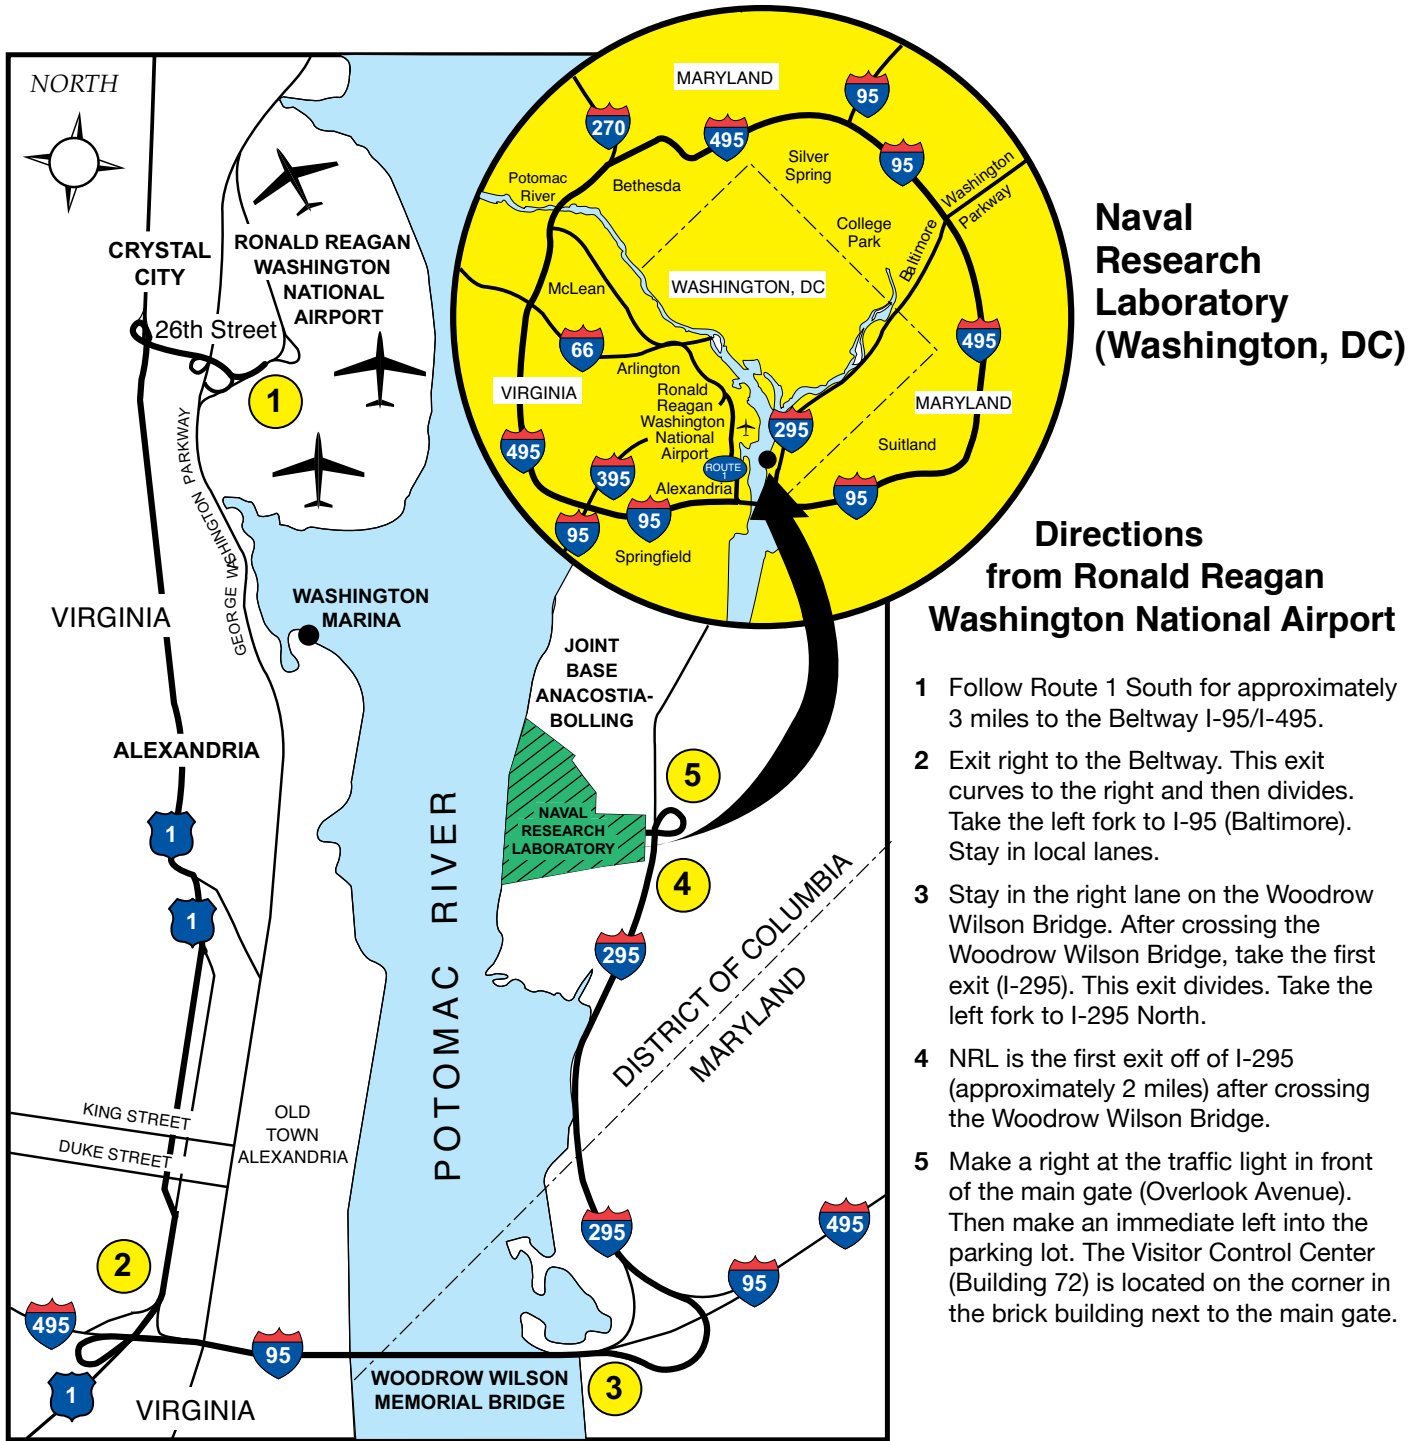 NORTH
CRYSTAL
CITY
RONALD REAGAN
WASHINGTON
NATIONAL
AIRPORT
26th Street
1
GEORGE WASHINGTON PARKWAY
VIRGINIA
WASHINGTON
MARINA
ALEXANDRIA
1
1
POTOMAC RIVER
JOINT
BASE
ANACOSTIA-
BOLLING
NAVAL
RESEARCH
LABORATORY
5
4
295
DISTRICT OF COLUMBIA
MARYLAND
KING STREET
DUKE STREET
OLD
TOWN
ALEXANDRIA
2
495
1
95
VIRGINIA
WOODROW WILSON
MEMORIAL BRIDGE
3
295
95
495
MARYLAND
95
270
495
95
Silver
Spring
Bethesda
Potomac
River
Washington
Parkway
Baltimore
College
Park
WASHINGTON, DC
McLean
66
495
Arlington
VIRGINIA
Ronald
Reagan
Washington
National
Airport
MARYLAND
295
Suitland
495
395
ROUTE
1
Alexandria
95
95
95
Springfield
Naval
Research
Laboratory
(Washington, DC)
Directions
from Ronald Reagan
Washington National Airport
1 Follow Route 1 South for approximately
3 miles to the Beltway I-95/I-495.
2 Exit right to the Beltway. This exit
curves to the right and then divides.
Take the left fork to I-95 (Baltimore).
Stay in local lanes.
3 Stay in the right lane on the Woodrow
Wilson Bridge. After crossing the
Woodrow Wilson Bridge, take the first
exit (I-295). This exit divides. Take the
left fork to I-295 North.
4 NRL is the first exit off of I-295
(approximately 2 miles) after crossing
the Woodrow Wilson Bridge.
5 Make a right at the traffic light in front
of the main gate (Overlook Avenue).
Then make an immediate left into the
parking lot. The Visitor Control Center
(Building 72) is located on the corner in
the brick building next to the main gate.